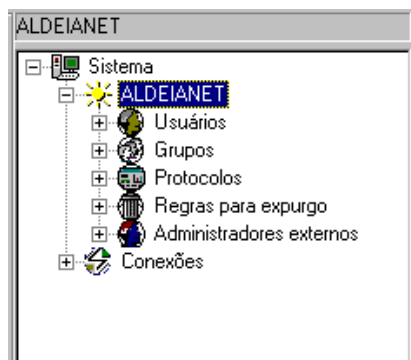 ALDEIANET
Sistema
ALDEIANET
Usuários
Grupos
Protocolos
Regras para expurgo
Administradores externos
Conexões